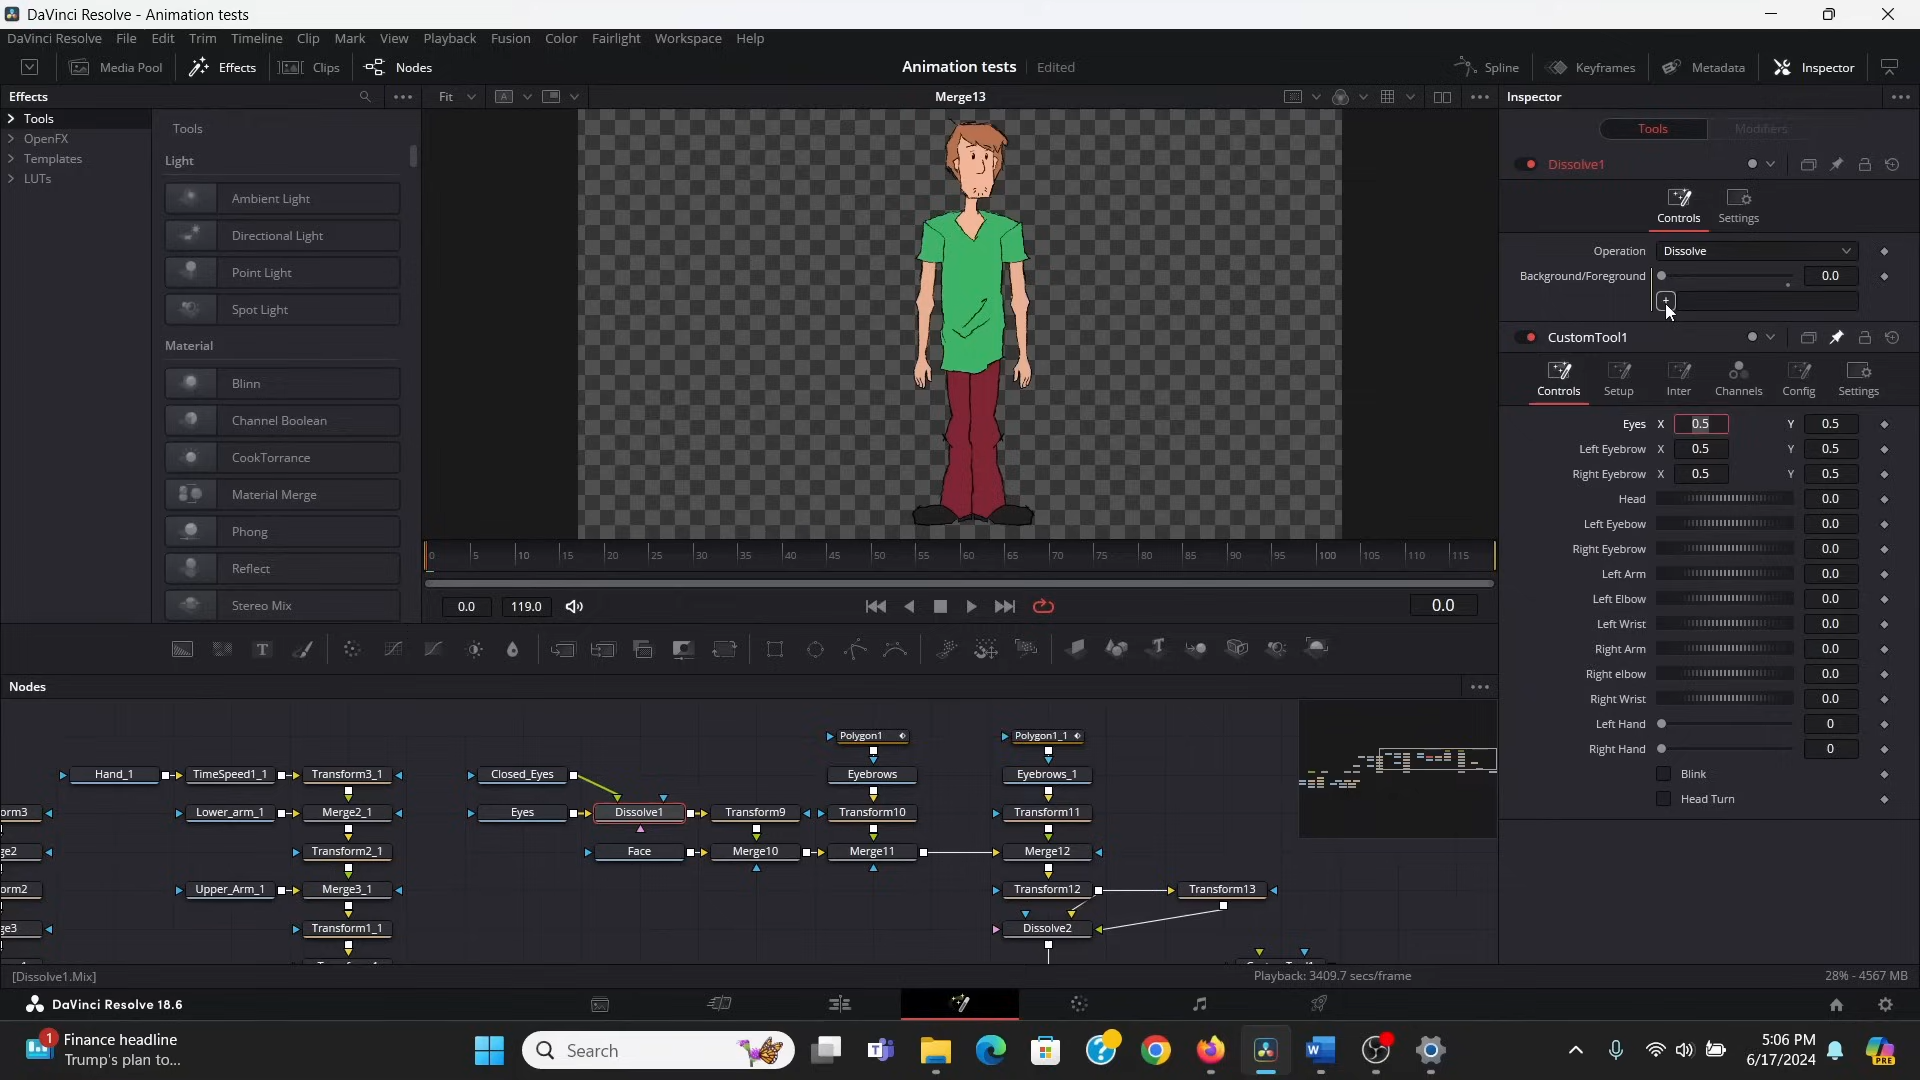 DaVinci Resolve - Animation tests
DaVinci Resolve File Edit Trim Timeline Clip Mark View Playback Fusion Color Fairlight Workspace Help
Media Pool Effects Clips Nodes Animation tests Edited Spline Keyframes Metadata Inspector
Effects Fit A Merge13 Inspector
Tools
OpenFX
Templates
LUTs
Tools
Light
Ambient Light
Directional Light
Point Light
Spot Light
Material
Blinn
Channel Boolean
CookTorrance
Material Merge
Phong
Reflect
Stereo Mix
0 5 10 15 20 25 30 35 40 45 50 55 60 65 70 75 80 85 90 95 100 105 110 115
0.0 119.0 0.0
Tools Modifiers
Dissolve1
Controls Settings
Operation Dissolve
Background/Foreground 0.0
+
CustomTool1
Controls Setup Inter Channels Config Settings
Eyes X 0.5 Y 0.5
Left Eyebrow X 0.5 Y 0.5
Right Eyebrow X 0.5 Y 0.5
Head 0.0
Left Eyebow 0.0
Right Eyebrow 0.0
Left Arm 0.0
Left Elbow 0.0
Left Wrist 0.0
Right Arm 0.0
Right elbow 0.0
Right Wrist 0.0
Left Hand 0
Right Hand 0
Blink
Head Turn
T T
Nodes
Polygon1 Polygon1_1
Hand_1 TimeSpeed1_1 Transform3_1 Closed_Eyes Eyebrows Eyebrows_1
orm3 Lower_arm_1 Merge2_1 Eyes Dissolve1 Transform9 Transform10 Transform11
ge2 Transform2_1 Face Merge10 Merge11 Merge12
orm2 Upper_Arm_1 Merge3_1 Transform12 Transform13
ge3 Transform1_1 Dissolve2
[Dissolve1.Mix] Playback: 3409.7 secs/frame 28% - 4567 MB
DaVinci Resolve 18.6
1 Finance headline
Trump's plan to...
Search
5:06 PM
6/17/2024
PRE